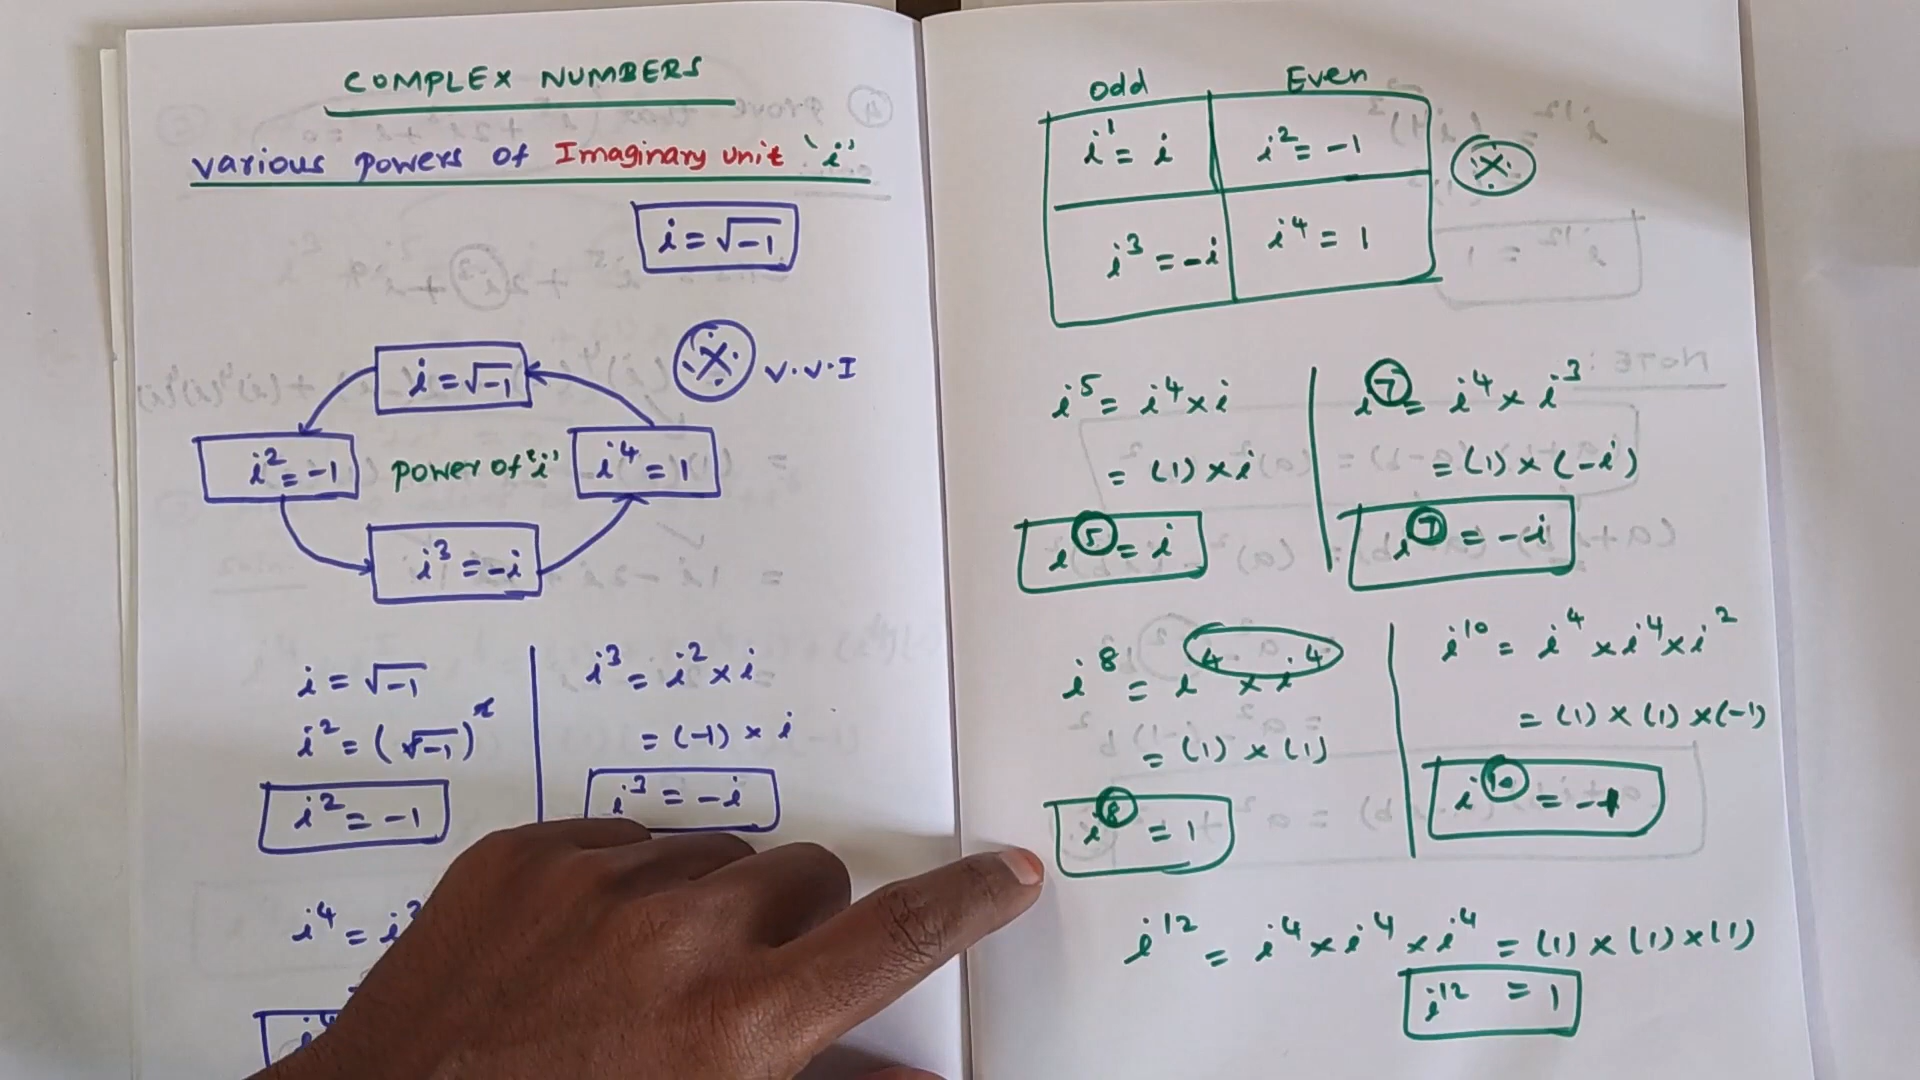 COMPLEX NUMBERS
various powers of Imaginary unit 'i'
i = √-1
i = √-1
V.V.I
i² = -1
power of 'i'
i⁴ = 1
i³ = -i
i = √-1
i² = (√-1)²
i² = -1
i³ = i² × i
= (-1) × i
i³ = -i
i⁴ = i
i⁴
odd Even
i¹ = i i² = -1
i³ = -i i⁴ = 1
i⁵ = i⁴ × i
= (1) × i
i⁵ = i
i⁷ = i⁴ × i³
= (1) × (-i)
i⁷ = -i
i⁸ = i⁴ × i⁴
= (1) × (1)
i⁸ = 1
i¹⁰ = i⁴ × i⁴ × i²
= (1) × (1) × (-1)
i¹⁰ = -1
i¹² = i⁴ × i⁴ × i⁴ = (1) × (1) × (1)
i¹² = 1